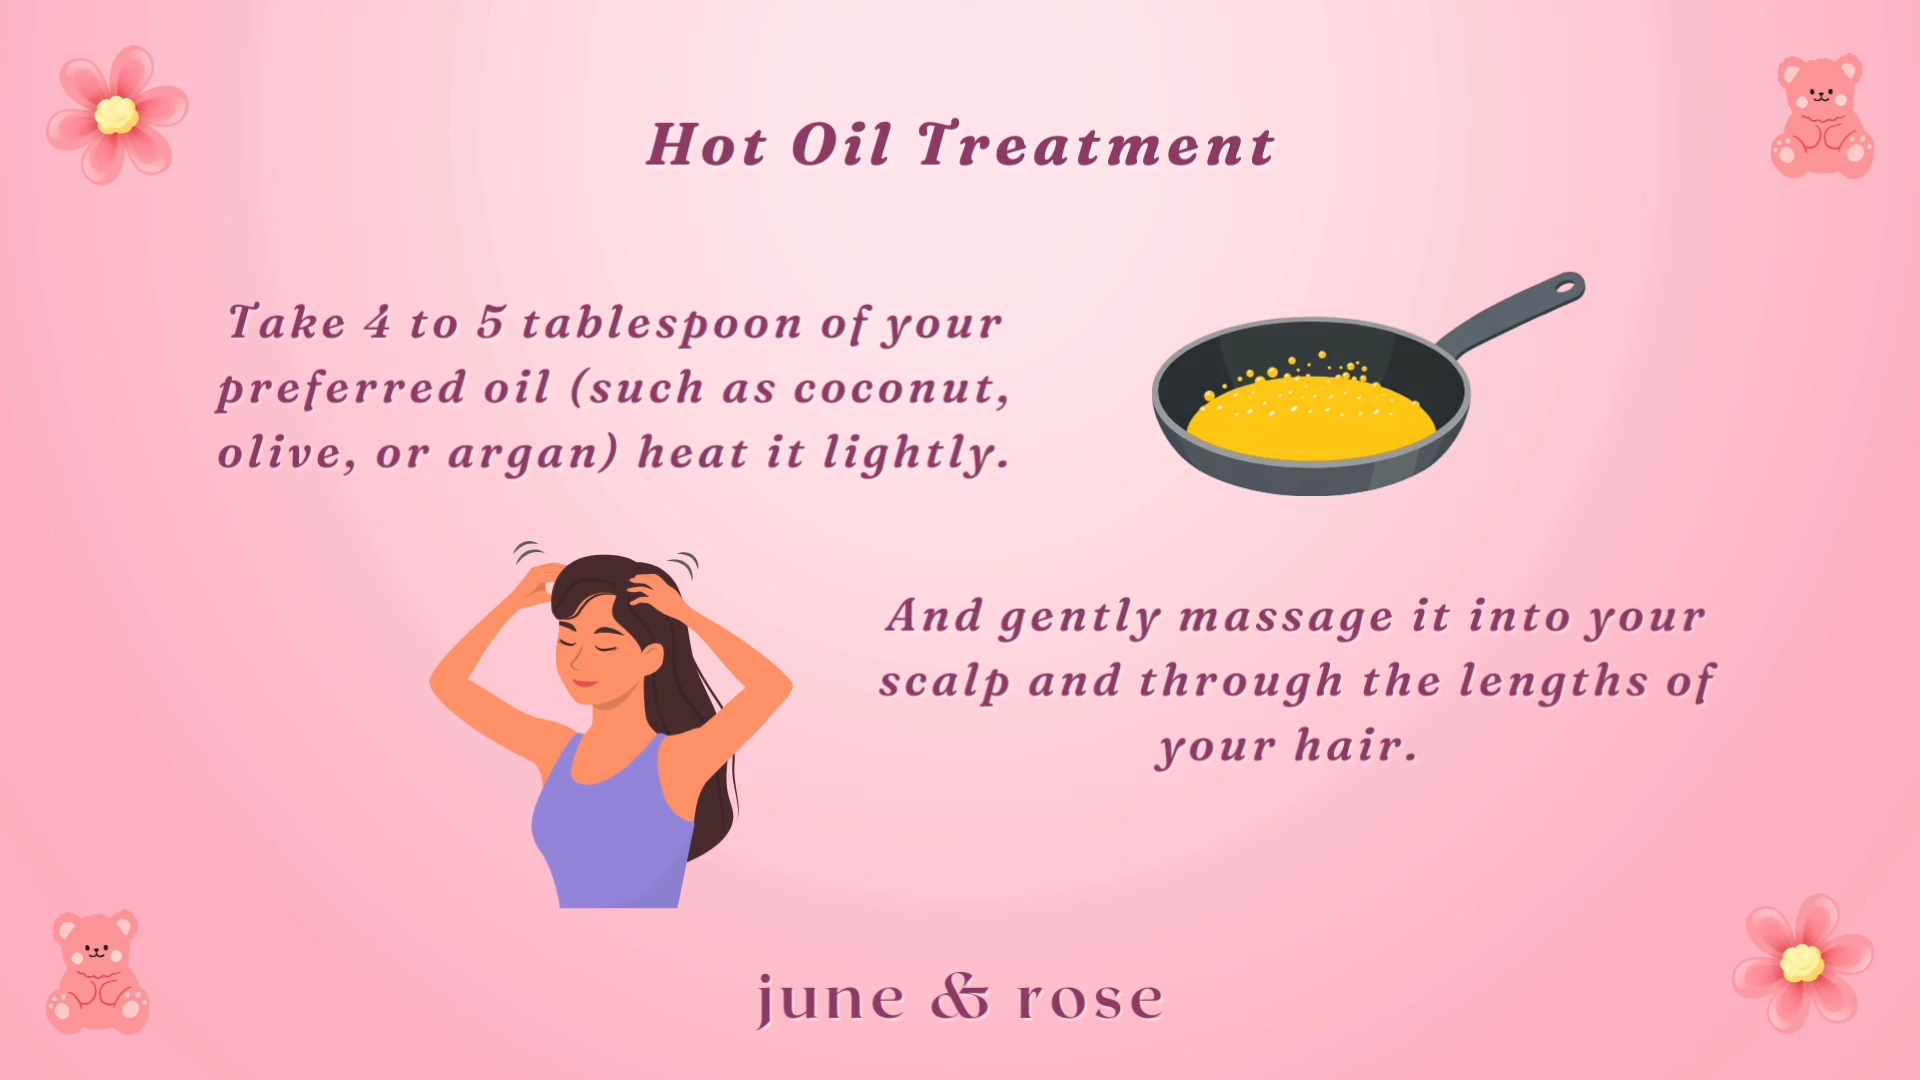 Hot Oil Treatment
Take 4 to 5 tablespoon of your
preferred oil (such as coconut,
olive, or argan) heat it lightly.
And gently massage it into your
scalp and through the lengths of
your hair.
june & rose